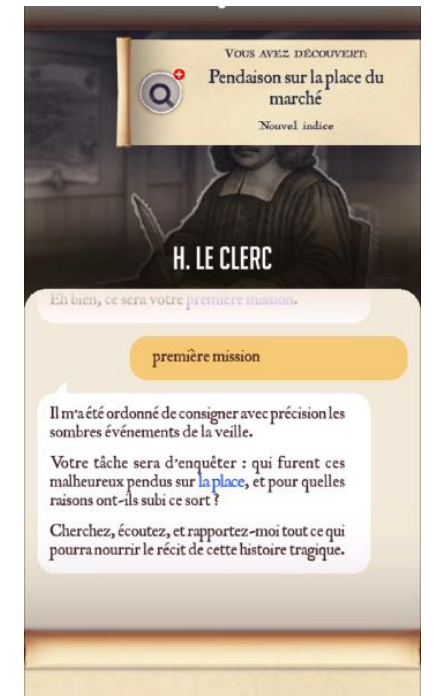 Vous avez découvert:
Pendaison sur la place du
marché
Nouvel indice
H. LE CLERC
Eh bien, ce sera votre première mission.
première mission
Il m'a été ordonné de consigner avec précision les
sombres événements de la veille.
Votre tâche sera d'enquêter : qui furent ces
malheureux pendus sur la place, et pour quelles
raisons ont-ils subi ce sort ?
Cherchez, écoutez, et rapportez-moi tout ce qui
pourra nourrir le récit de cette histoire tragique.